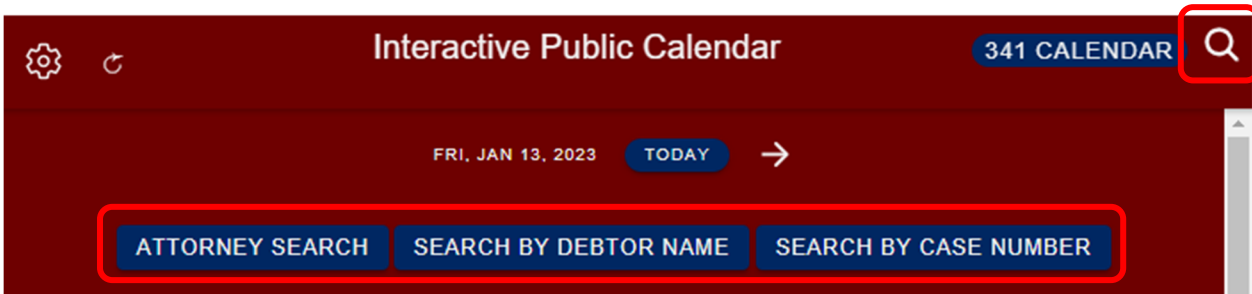 Interactive Public Calendar
341 CALENDAR
FRI, JAN 13, 2023
TODAY
ATTORNEY SEARCH
SEARCH BY DEBTOR NAME
SEARCH BY CASE NUMBER